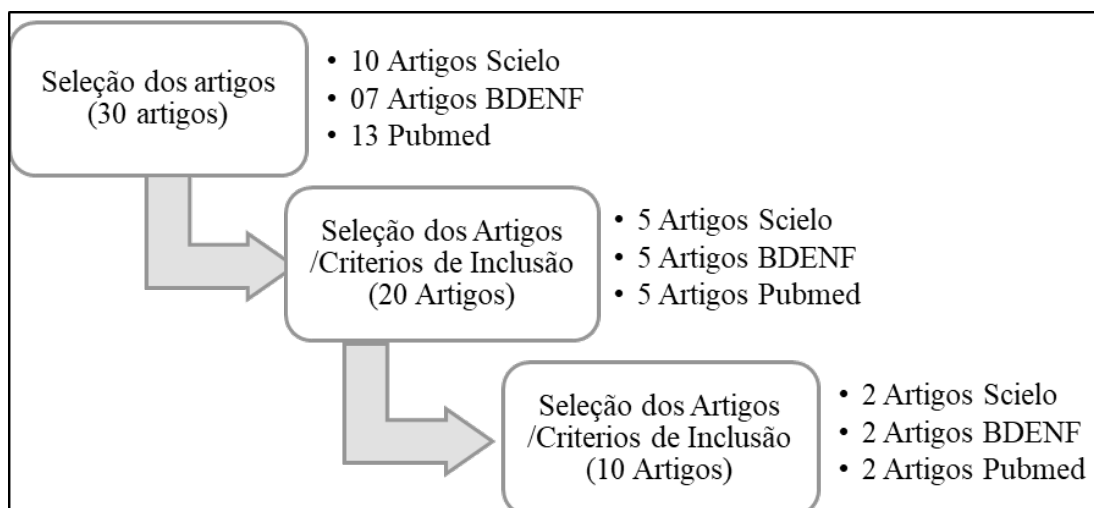 Seleção dos artigos
(30 artigos)
• 10 Artigos Scielo
• 07 Artigos BDENF
• 13 Pubmed
Seleção dos Artigos
/Criterios de Inclusão
(20 Artigos)
• 5 Artigos Scielo
• 5 Artigos BDENF
• 5 Artigos Pubmed
Seleção dos Artigos
/Criterios de Inclusão
(10 Artigos)
• 2 Artigos Scielo
• 2 Artigos BDENF
• 2 Artigos Pubmed